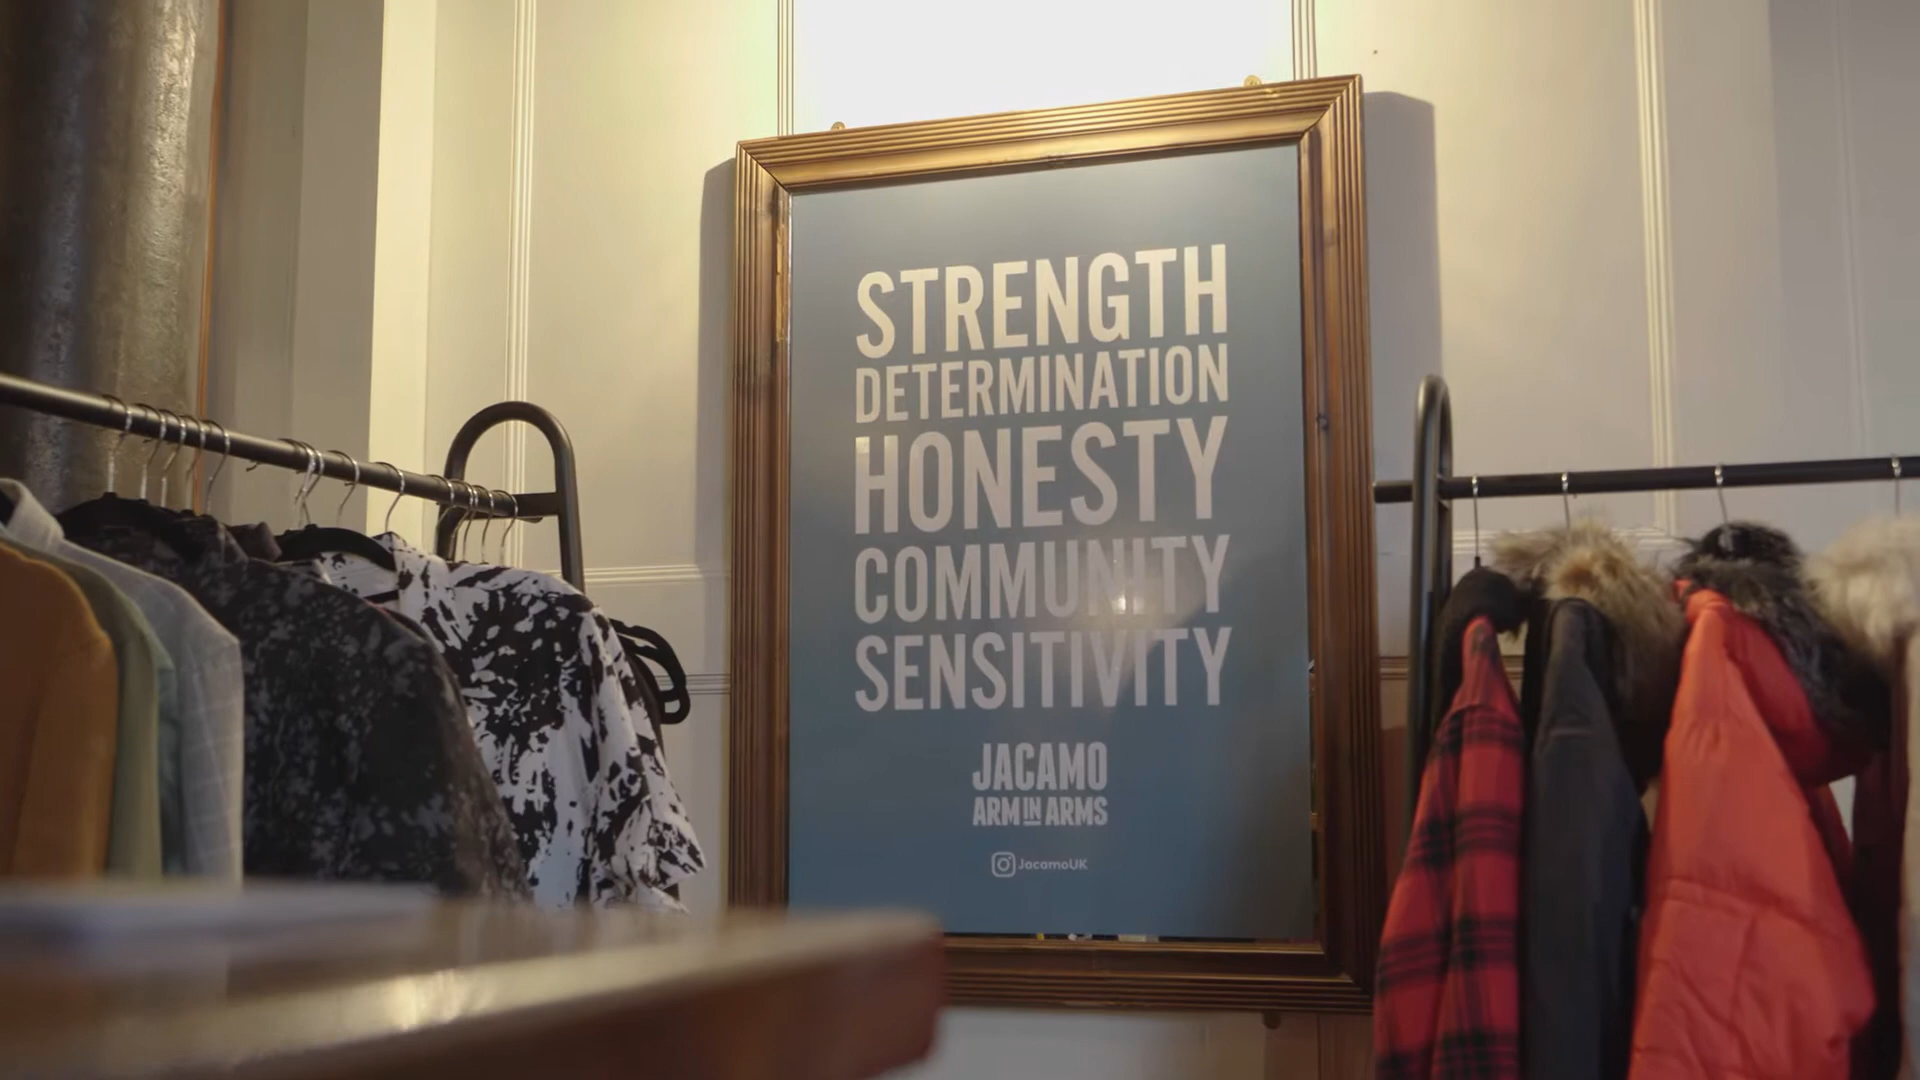 STRENGTH
DETERMINATION
HONESTY
COMMUNITY
SENSITIVITY
JACAMO
ARM IN ARMS
JacamoUK